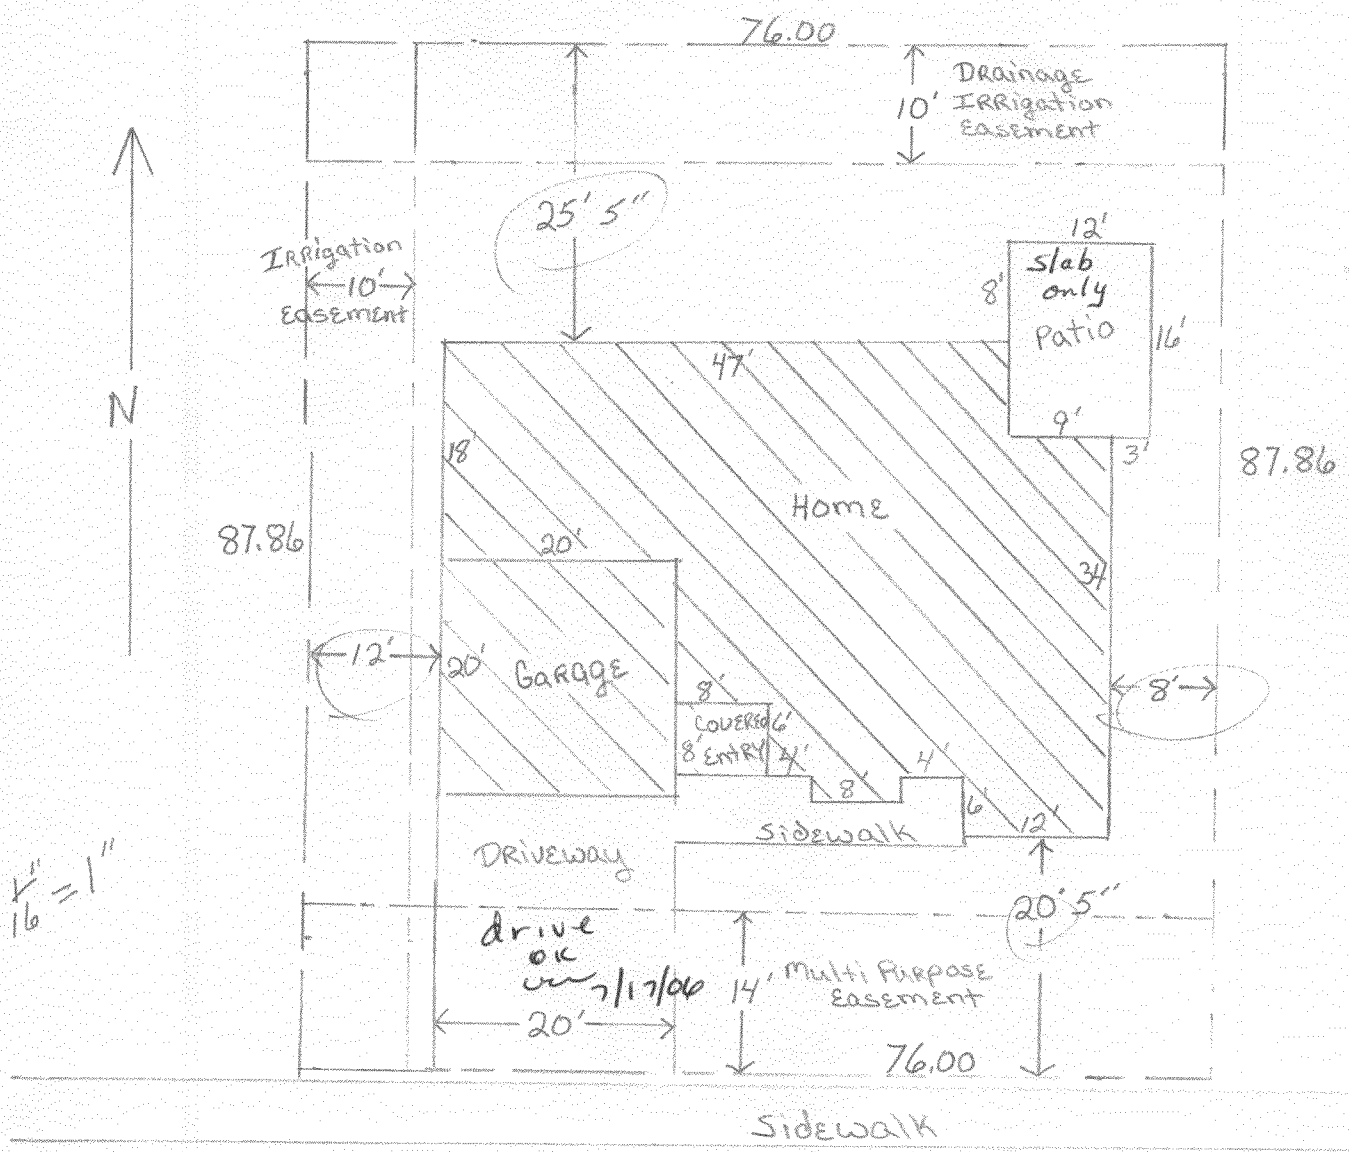 76.00
Drainage
Irrigation
Easement
10'
25' 5"
12'
Slab
only
Patio
8'
16'
9'
3'
Irrigation
10'
Easement
N
47'
18'
Home
87.86
87.86
20'
34
12'
20'
Garage
8'
8'
Covered
Entry
6'
8'
4'
8'
4'
6'
12'
Sidewalk
Driveway
1"/16 = 1"
20' 5"
drive
OK
7/17/06
14'
Multi Purpose
Easement
20'
76.00
Sidewalk